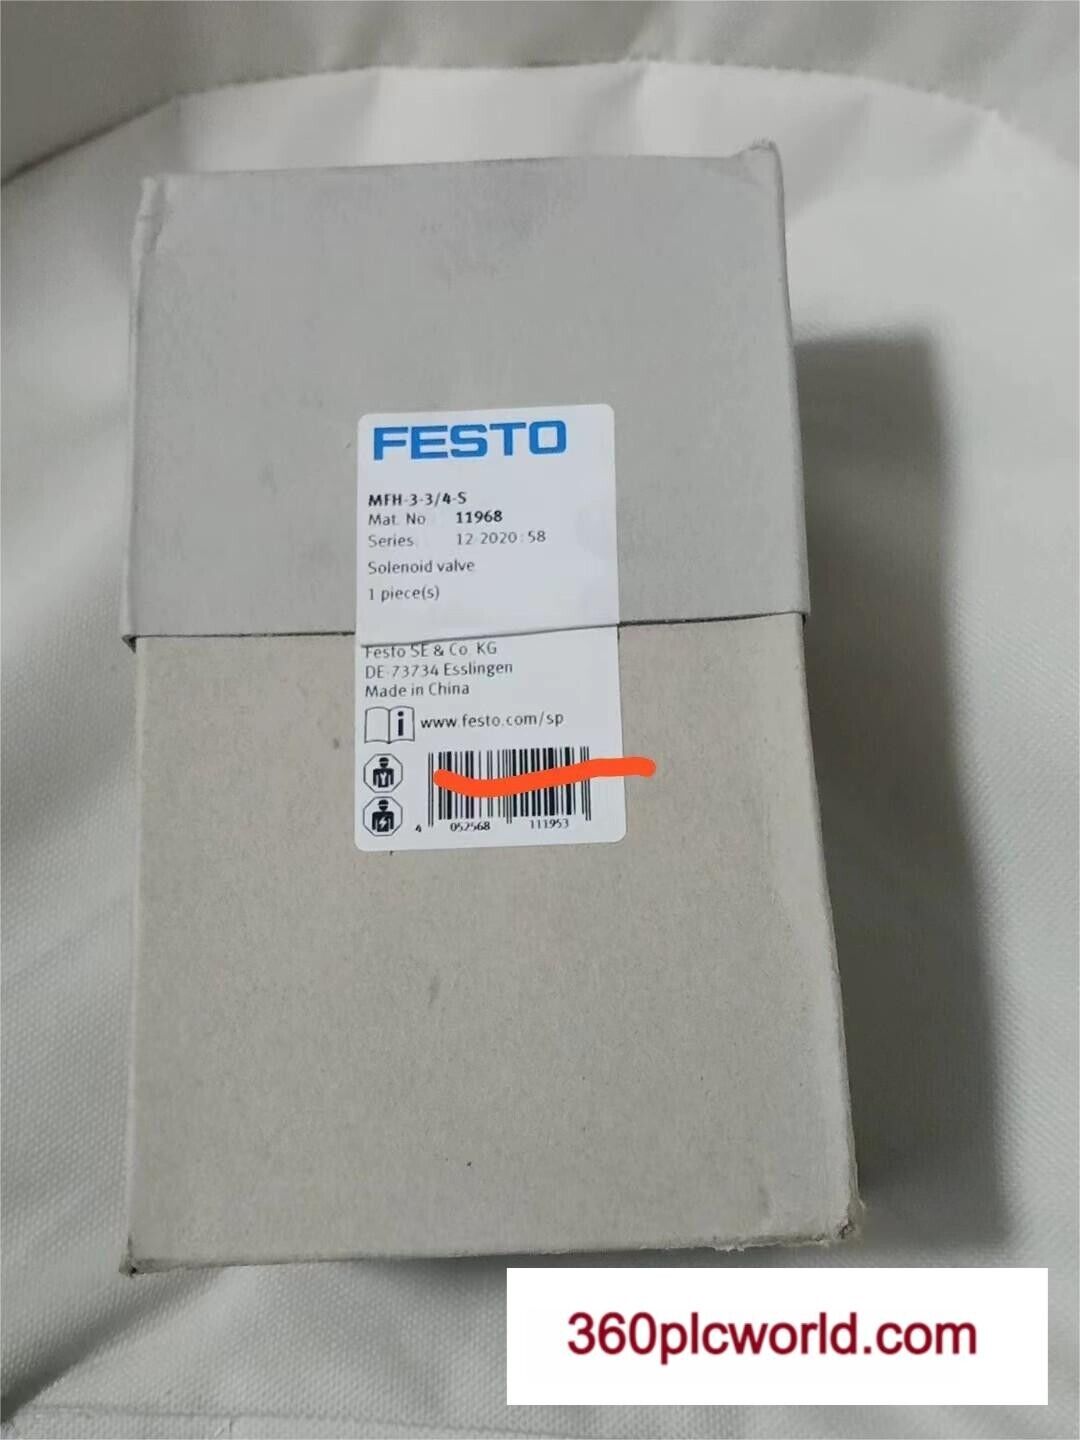 FESTO
MFH-3-3/4-S
Mat. No 11968
Series 12-2020:58
Solenoid valve
1 piece(s)
Festo SE & Co. KG
DE-73734 Esslingen
Made in China
i www.festo.com/sp
4 052568 111953
360plcworld.com